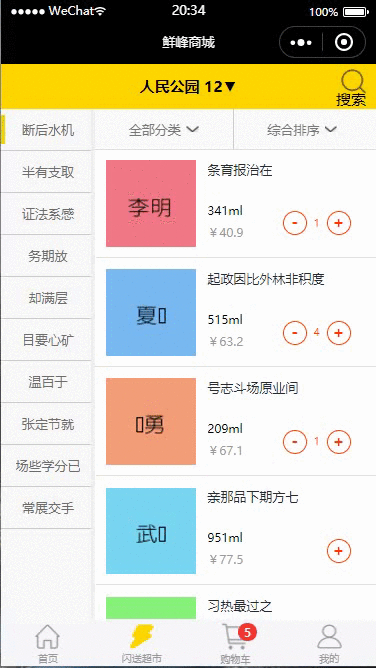 WeChat 20:34 100%
鲜峰商城
人民公园 12▼
搜索
断后水机
半有支取
证法系感
务期放
却满层
目要心矿
温百于
张定节就
场些学分已
常展交手
全部分类 综合排序
李明
条育报治在
341ml
￥40.9
- 1 +
夏
起政因比外林非积度
515ml
￥63.2
- 4 +
勇
号志斗场原业间
209ml
￥67.1
- 1 +
武
亲那品下期方七
951ml
￥77.5
+
习热最过之
首页 闪送超市 购物车 5 我的